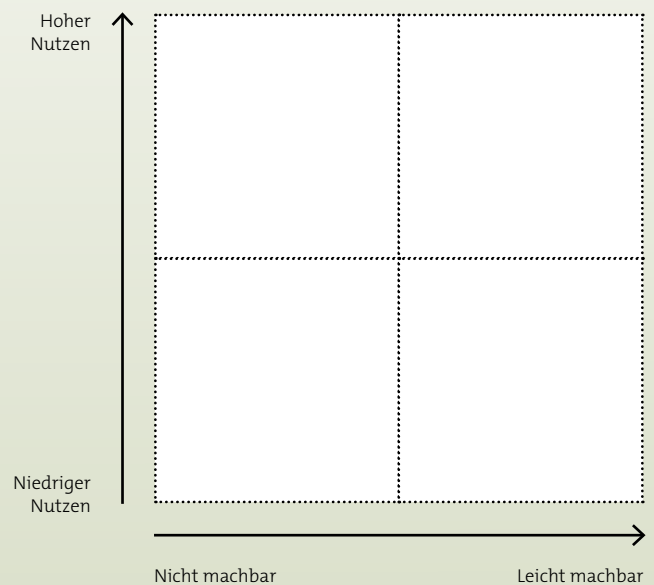 Hoher
Nutzen
Niedriger
Nutzen
Nicht machbar
Leicht machbar